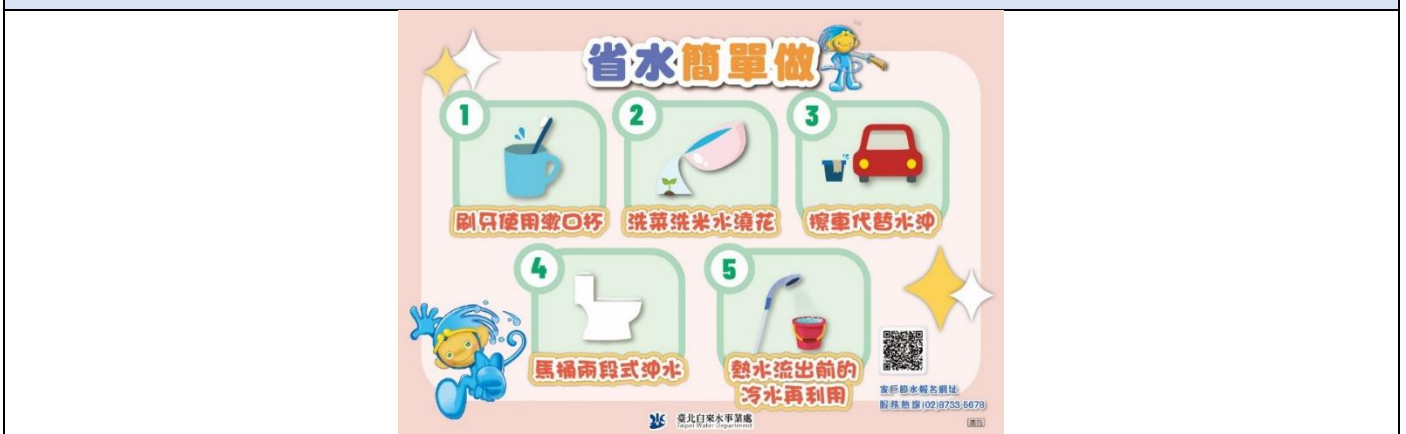 省水簡單做
1
2
3
刷牙使用漱口杯
洗菜洗米水澆花
擦車代替水沖
4
5
馬桶兩段式沖水
熱水流出前的
冷水再利用
家戶節水報名網址
服務熱線(02)8733-5678
臺北自來水事業處
Taipei Water Department
廣告